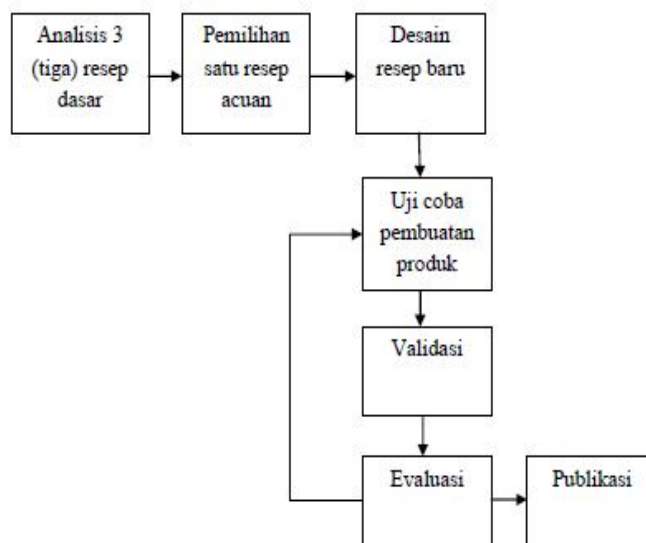 Analisis 3
(tiga) resep
dasar
Pemilihan
satu resep
acuan
Desain
resep baru
Uji coba
pembuatan
produk
Validasi
Evaluasi
Publikasi